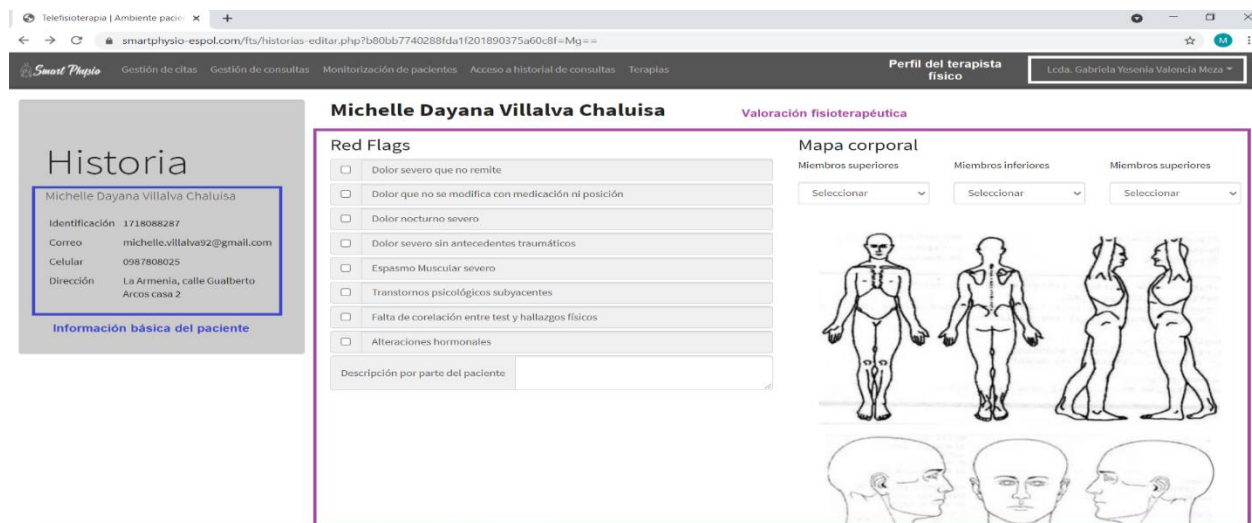 Telefisioterapia | Ambiente pacie
smartphysio-espol.com/fts/historias-editar.php?b80bb7740288fda1f201890375a60c8f=Mg==
M
Smart Physio Gestión de citas Gestión de consultas Monitorización de pacientes Acceso a historial de consultas Terapias
Perfil del terapista
físico
Lcda. Gabriela Yesenia Valencia Meza
Historia
Michelle Dayana Villalva Chaluisa
Identificación 1718088287
Correo michelle.villalva92@gmail.com
Celular 0987808025
Dirección La Armenia, calle Gualberto
Arcos casa 2
Información básica del paciente
Michelle Dayana Villalva Chaluisa
Valoración fisioterapéutica
Red Flags
Dolor severo que no remite
Dolor que no se modifica con medicación ni posición
Dolor nocturno severo
Dolor severo sin antecedentes traumáticos
Espasmo Muscular severo
Transtornos psicológicos subyacentes
Falta de corelación entre test y hallazgos físicos
Alteraciones hormonales
Descripción por parte del paciente
Mapa corporal
Miembros superiores Miembros inferiores Miembros superiores
Seleccionar Seleccionar Seleccionar